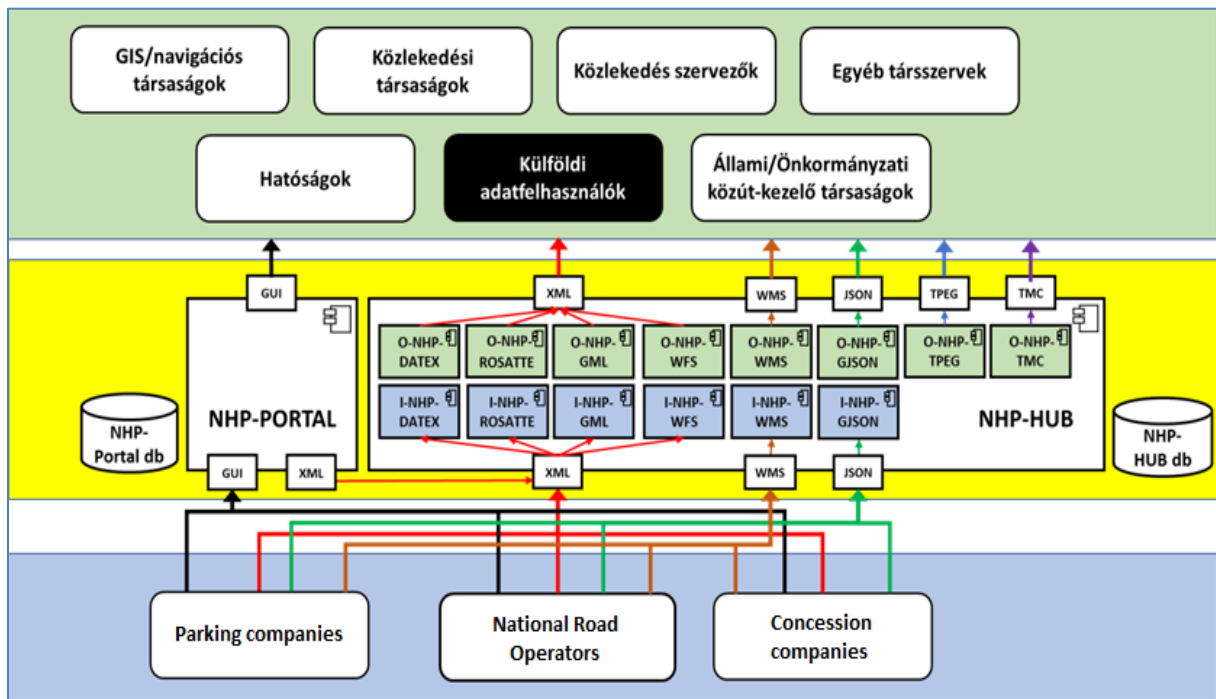 GIS/navigációs
társaságok
Közlekedési
társaságok
Közlekedés szervezők
Egyéb társszervek
Hatóságok
Külföldi
adatfelhasználók
Állami/Önkormányzati
közút-kezelő társaságok
GUI
XML
WMS
JSON
TPEG
TMC
O-NHP-
DATEX
O-NHP-
ROSATTE
O-NHP-
GML
O-NHP-
WFS
O-NHP-
WMS
O-NHP-
GJSON
O-NHP-
TPEG
O-NHP-
TMC
I-NHP-
DATEX
I-NHP-
ROSATTE
I-NHP-
GML
I-NHP-
WFS
I-NHP-
WMS
I-NHP-
GJSON
NHP-PORTAL
NHP-HUB
NHP-
Portal db
NHP-
HUB db
GUI
XML
XML
WMS
JSON
Parking companies
National Road
Operators
Concession
companies